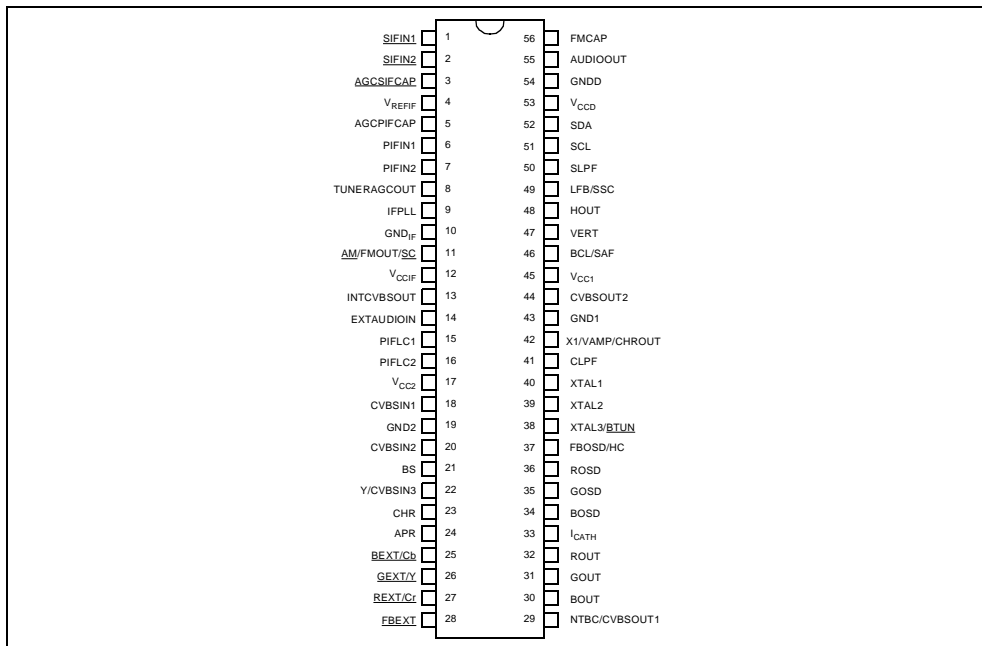 SIFIN1 1 56 FMCAP
SIFIN2 2 55 AUDIOOUT
AGCSIFCAP 3 54 GNDD
VREFIF 4 53 VCCD
AGCPIFCAP 5 52 SDA
PIFIN1 6 51 SCL
PIFIN2 7 50 SLPF
TUNERAGCOUT 8 49 LFB/SSC
IFPLL 9 48 HOUT
GNDIF 10 47 VERT
AM/FMOUT/SC 11 46 BCL/SAF
VCCIF 12 45 VCC1
INTCVBSOUT 13 44 CVBSOUT2
EXTAUDIOIN 14 43 GND1
PIFLC1 15 42 X1/VAMP/CHROUT
PIFLC2 16 41 CLPF
VCC2 17 40 XTAL1
CVBSIN1 18 39 XTAL2
GND2 19 38 XTAL3/BTUN
CVBSIN2 20 37 FBOSD/HC
BS 21 36 ROSD
Y/CVBSIN3 22 35 GOSD
CHR 23 34 BOSD
APR 24 33 ICATH
BEXT/Cb 25 32 ROUT
GEXT/Y 26 31 GOUT
REXT/Cr 27 30 BOUT
FBEXT 28 29 NTBC/CVBSOUT1